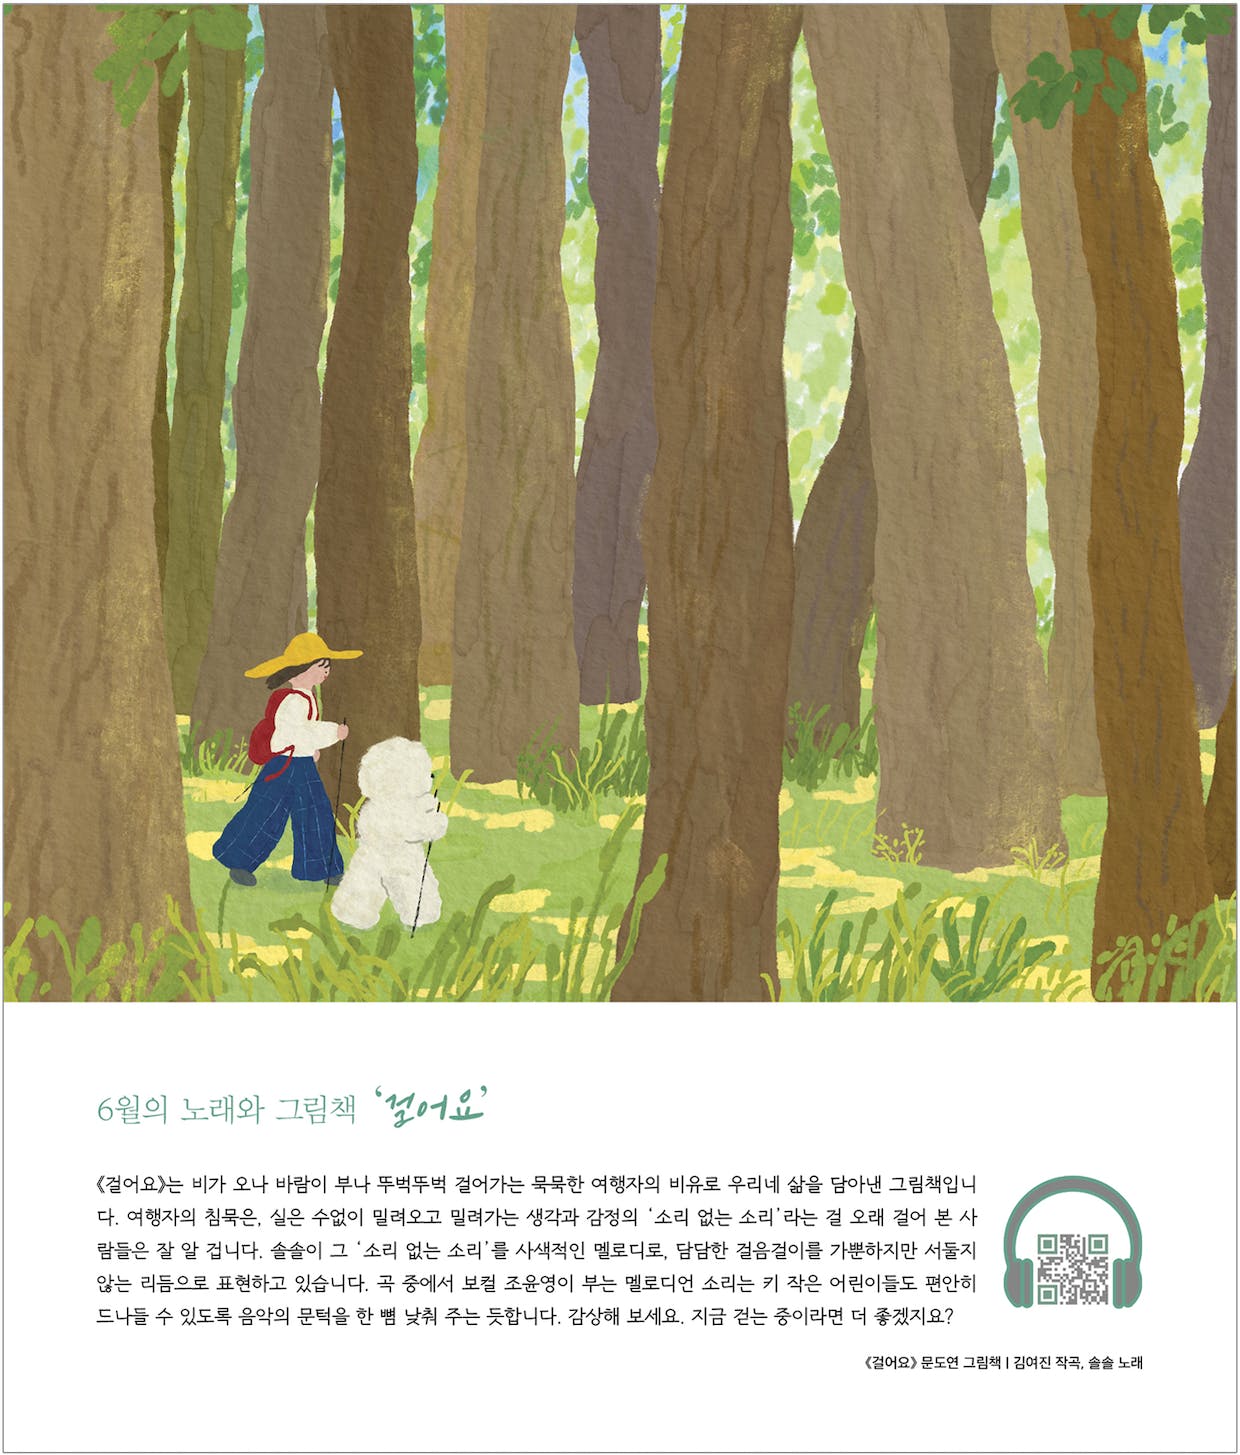 6월의 노래와 그림책 ‘걸어요’
《걸어요》는 비가 오나 바람이 부나 뚜벅뚜벅 걸어가는 묵묵한 여행자의 비유로 우리네 삶을 담아낸 그림책입니
다. 여행자의 침묵은, 실은 수없이 밀려오고 밀려가는 생각과 감정의 ‘소리 없는 소리’라는 걸 오래 걸어 본 사
람들은 잘 알 겁니다. 솔솔이 그 ‘소리 없는 소리’를 사색적인 멜로디로, 담담한 걸음걸이를 가뿐하지만 서둘지
않는 리듬으로 표현하고 있습니다. 곡 중에서 보컬 조윤영이 부는 멜로디언 소리는 키 작은 어린이들도 편안히
드나들 수 있도록 음악의 문턱을 한 뼘 낮춰 주는 듯합니다. 감상해 보세요. 지금 걷는 중이라면 더 좋겠지요?
《걸어요》 문도연 그림책 | 김여진 작곡, 솔솔 노래